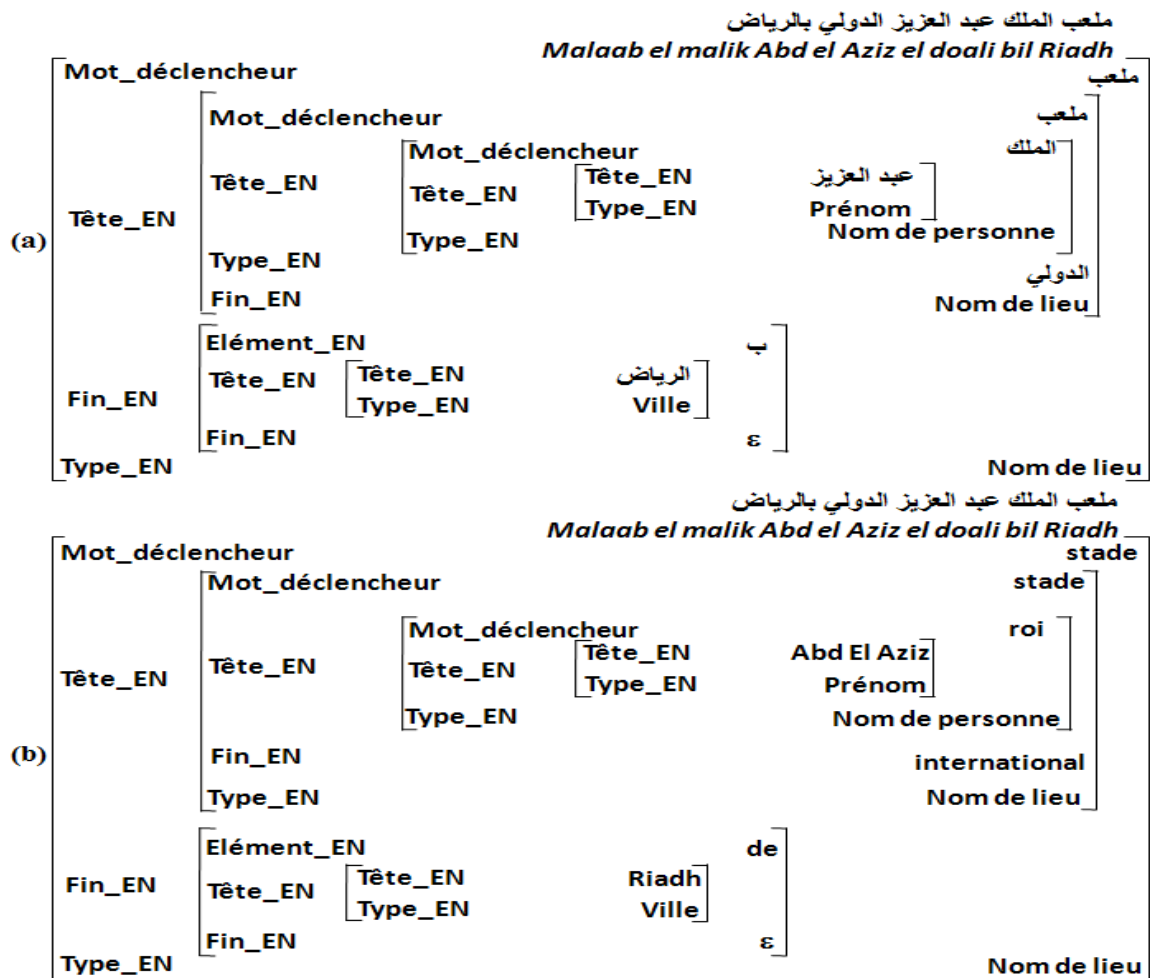 ملعب الملك عبد العزيز الدولي بالرياض
Malaab el malik Abd el Aziz el doali bil Riadh
Mot_déclencheur ملعب
Mot_déclencheur ملعب
Mot_déclencheur الملك
Tête_EN Tête_EN Tête_EN عبد العزيز
Type_EN Prénom
(a) Tête_EN
Type_EN Nom de personne
Type_EN الدولي
Fin_EN Nom de lieu
Elément_EN ب
Tête_EN Tête_EN الرياض
Fin_EN Type_EN Ville
Fin_EN ε
Type_EN Nom de lieu
ملعب الملك عبد العزيز الدولي بالرياض
Malaab el malik Abd el Aziz el doali bil Riadh
Mot_déclencheur stade
Mot_déclencheur stade
Mot_déclencheur roi
Tête_EN Abd El Aziz
Tête_EN Tête_EN Tête_EN Type_EN Prénom
Type_EN Nom de personne
(b) Fin_EN international
Type_EN Nom de lieu
Elément_EN de
Fin_EN Tête_EN Tête_EN Riadh
Type_EN Ville
Fin_EN ε
Type_EN Nom de lieu